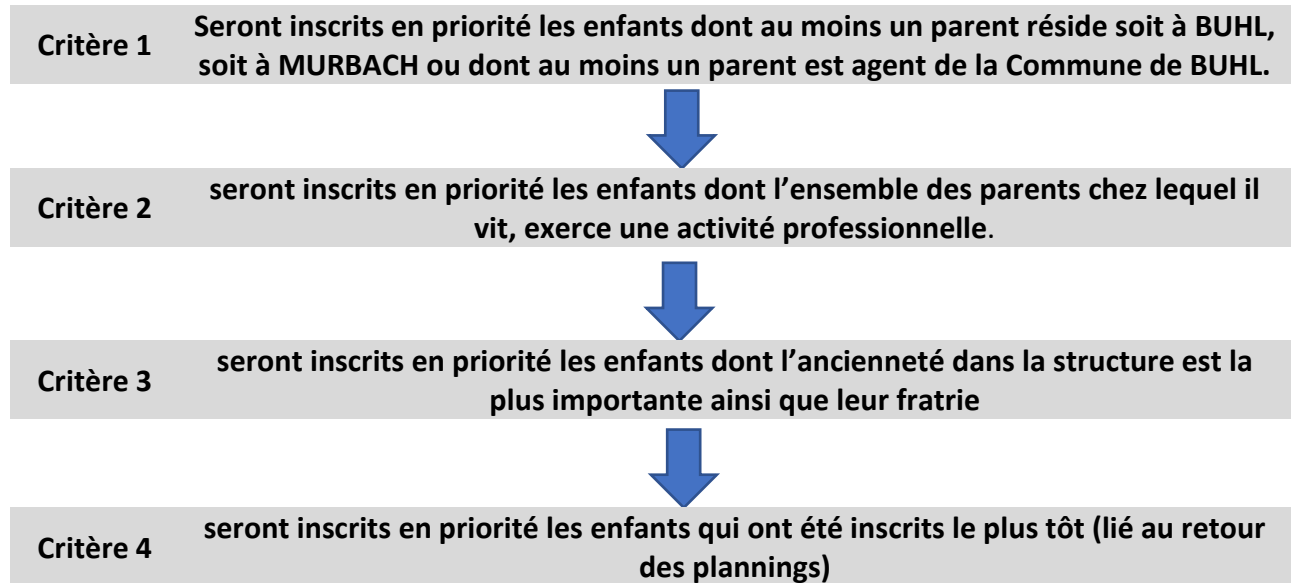 Critère 1
Seront inscrits en priorité les enfants dont au moins un parent réside soit à BUHL,
soit à MURBACH ou dont au moins un parent est agent de la Commune de BUHL.
Critère 2
seront inscrits en priorité les enfants dont l’ensemble des parents chez lequel il
vit, exerce une activité professionnelle.
Critère 3
seront inscrits en priorité les enfants dont l’ancienneté dans la structure est la
plus importante ainsi que leur fratrie
Critère 4
seront inscrits en priorité les enfants qui ont été inscrits le plus tôt (lié au retour
des plannings)